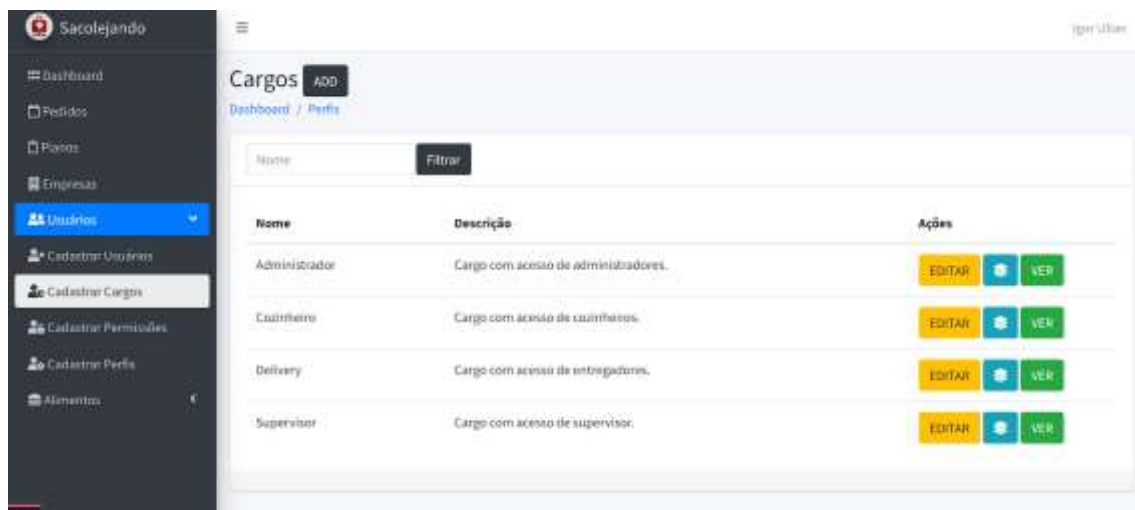 Sacolejando
Dashboard
Pedidos
Planos
Empresas
Usuários
Cadastrar Usuários
Cadastrar Cargos
Cadastrar Permissões
Cadastrar Perfis
Alimentos
Igor
Cargos ADD
Dashboard / Perfis
Nome Filtrar
Nome Descrição Ações
Administrador Cargo com acesso de administradores. EDITAR VER
Cozinheiro Cargo com acesso de cozinheiros. EDITAR VER
Delivery Cargo com acesso de entregadores. EDITAR VER
Supervisor Cargo com acesso de supervisor. EDITAR VER